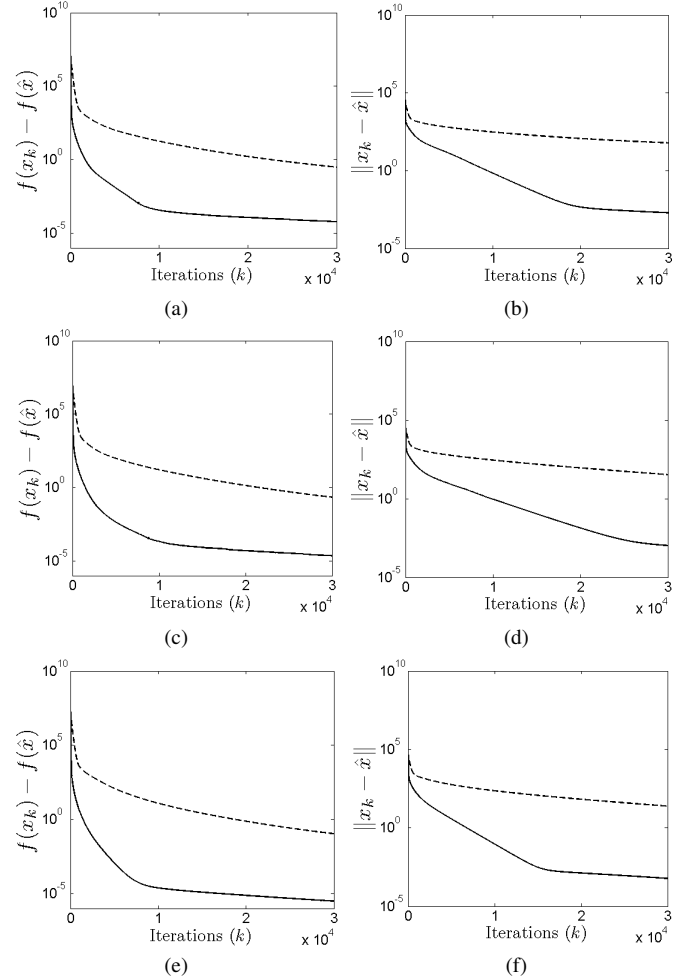 10^10
10^5
10^0
10^-5
f(x_k) − f(x̂)
0 1 2 3
Iterations (k)
x 10^4
(a)
10^10
10^5
10^0
10^-5
||x_k − x̂||
0 1 2 3
Iterations (k)
x 10^4
(b)
10^10
10^5
10^0
10^-5
f(x_k) − f(x̂)
0 1 2 3
Iterations (k)
x 10^4
(c)
10^10
10^5
10^0
10^-5
||x_k − x̂||
0 1 2 3
Iterations (k)
x 10^4
(d)
10^10
10^5
10^0
10^-5
f(x_k) − f(x̂)
0 1 2 3
Iterations (k)
x 10^4
(e)
10^10
10^5
10^0
10^-5
||x_k − x̂||
0 1 2 3
Iterations (k)
x 10^4
(f)